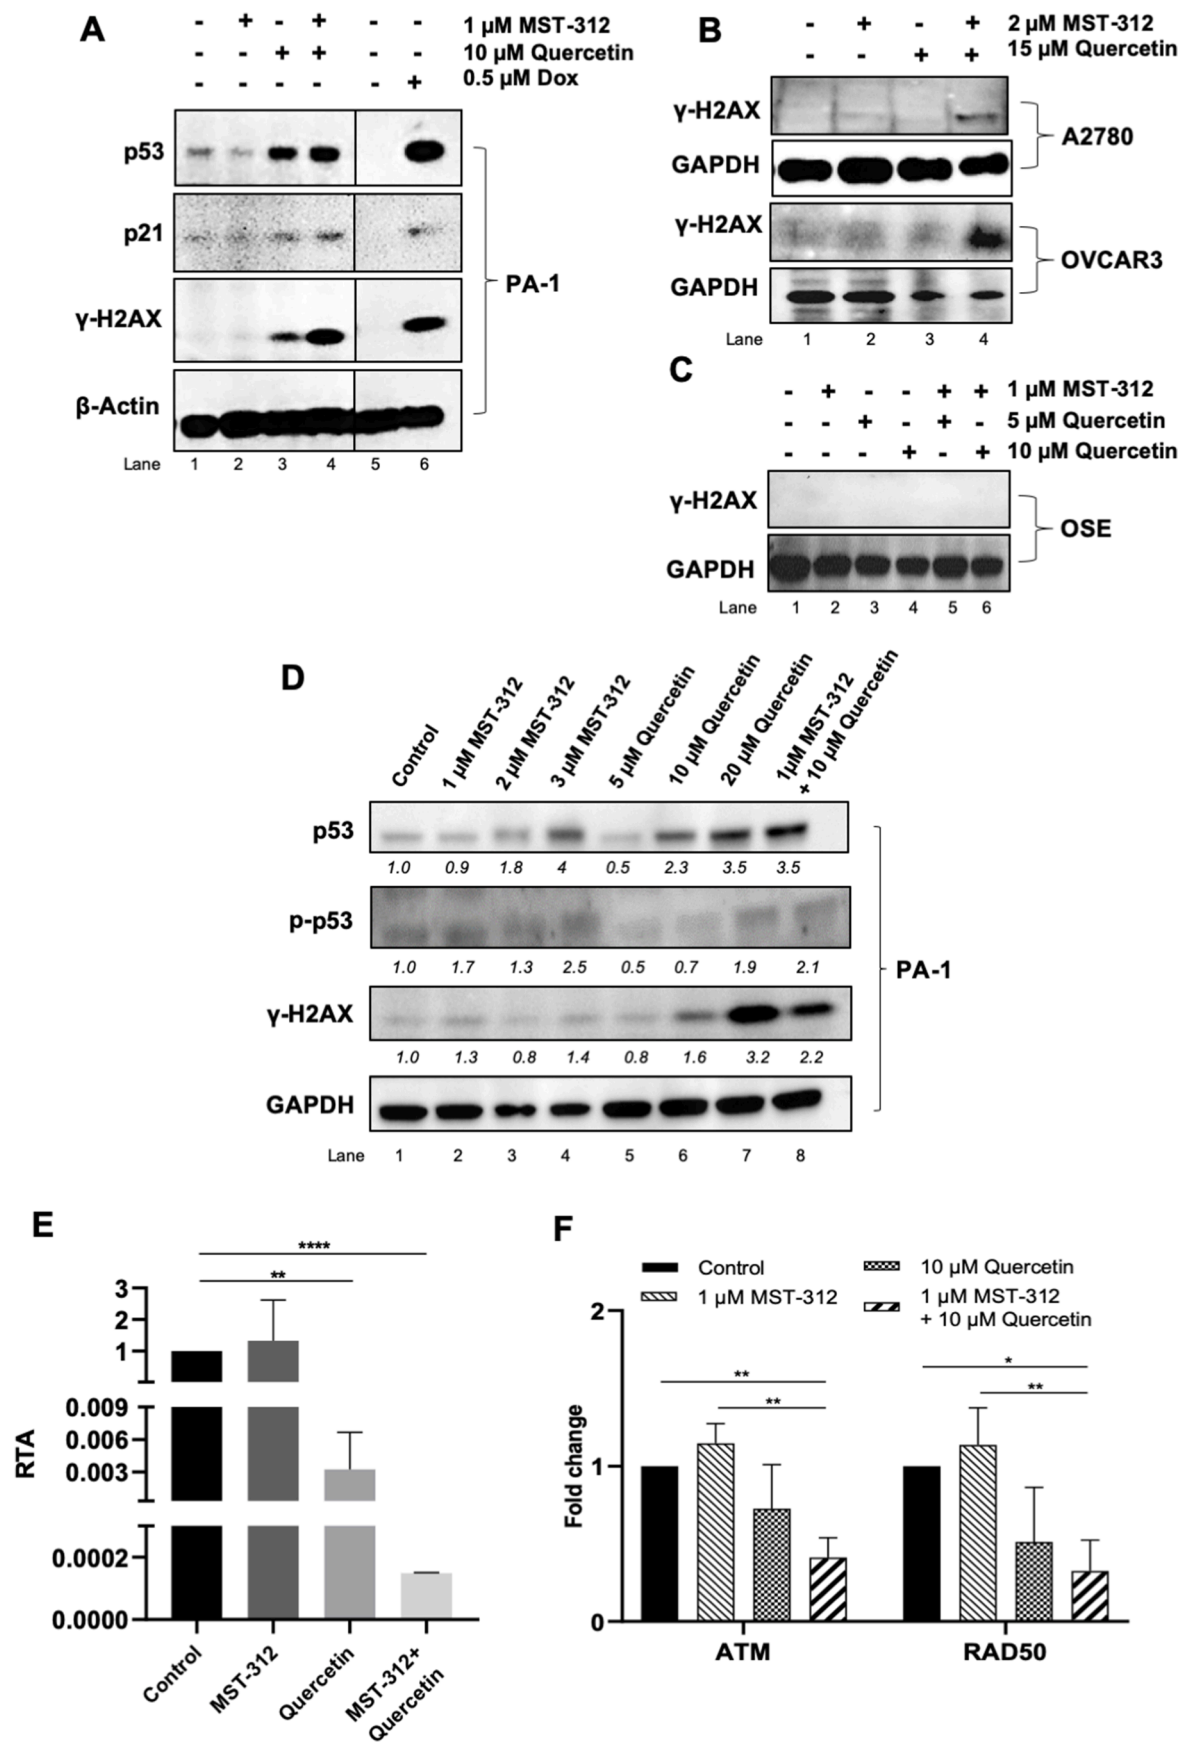 A
- + - + 1 µM MST-312
- - + + - - 10 µM Quercetin
- - - - - + 0.5 µM Dox
p53
p21
γ-H2AX
β-Actin
PA-1
Lane 1 2 3 4 5 6
B
- + - + 2 µM MST-312
- - + + 15 µM Quercetin
γ-H2AX
GAPDH
A2780
γ-H2AX
GAPDH
OVCAR3
Lane 1 2 3 4
C
- + - - + + 1 µM MST-312
- - + - + - 5 µM Quercetin
- - - + - + 10 µM Quercetin
γ-H2AX
GAPDH
OSE
Lane 1 2 3 4 5 6
D
Control
1 µM MST-312
2 µM MST-312
3 µM MST-312
5 µM Quercetin
10 µM Quercetin
20 µM Quercetin
1µM MST-312
+ 10 µM Quercetin
p53
1.0 0.9 1.8 4 0.5 2.3 3.5 3.5
p-p53
1.0 1.7 1.3 2.5 0.5 0.7 1.9 2.1
γ-H2AX
1.0 1.3 0.8 1.4 0.8 1.6 3.2 2.2
GAPDH
PA-1
Lane 1 2 3 4 5 6 7 8
E
****
**
3
2
1
0.009
0.006
0.003
0.0002
0.0000
RTA
Control
MST-312
Quercetin
MST-312+
Quercetin
F
Control
1 µM MST-312
10 µM Quercetin
1 µM MST-312
+ 10 µM Quercetin
2
1
0
Fold change
**
**
*
**
ATM
RAD50